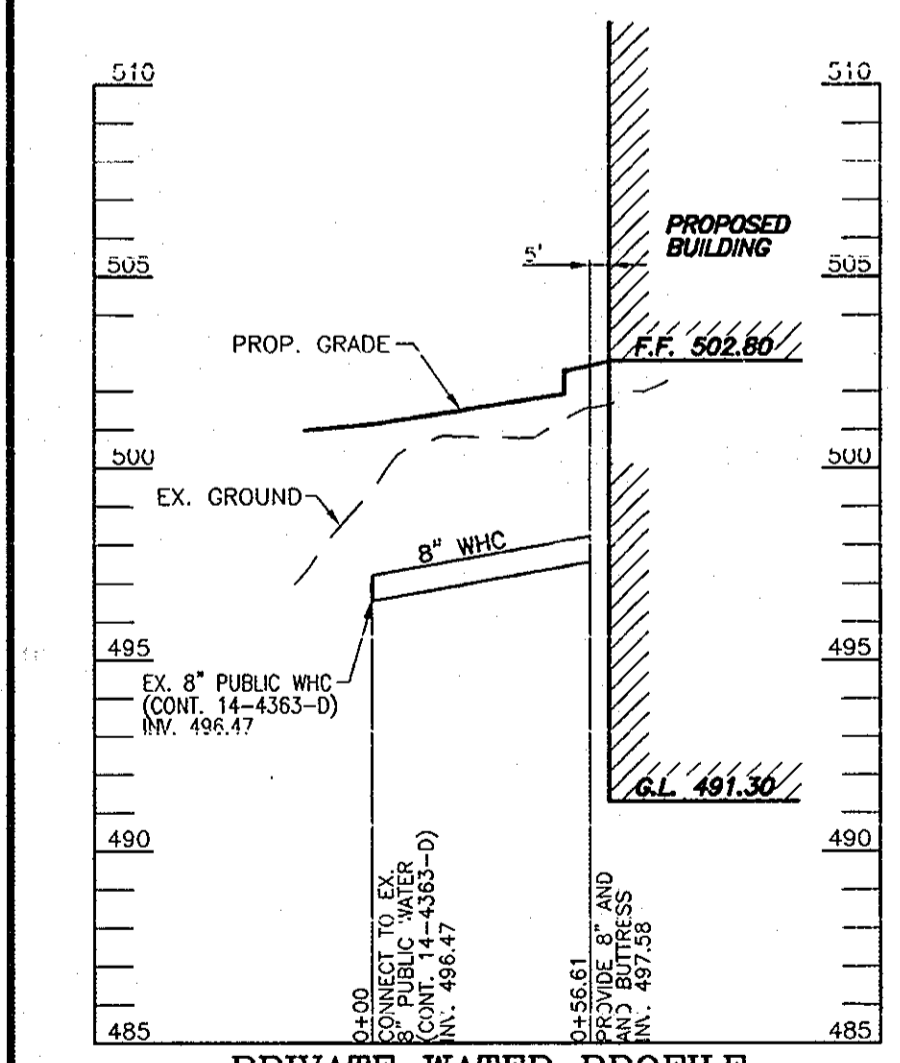 510
510
PROPOSED
BUILDING
5'
505
505
PROP. GRADE
F.F. 502.80
500
500
EX. GROUND
8" WHC
495
495
EX. 8" PUBLIC WHC
(CONT. 14-4363-D)
INV. 496.47
G.L. 491.30
490
490
0+00
CONNECT TO EX.
8" PUBLIC WATER
(CONT. 14-4363-D)
INV. 496.47
0+56.61
PROVIDE 8" AND
AND BUTTRESS
INV. 497.58
485
485
PRIVATE WATER PROFILE